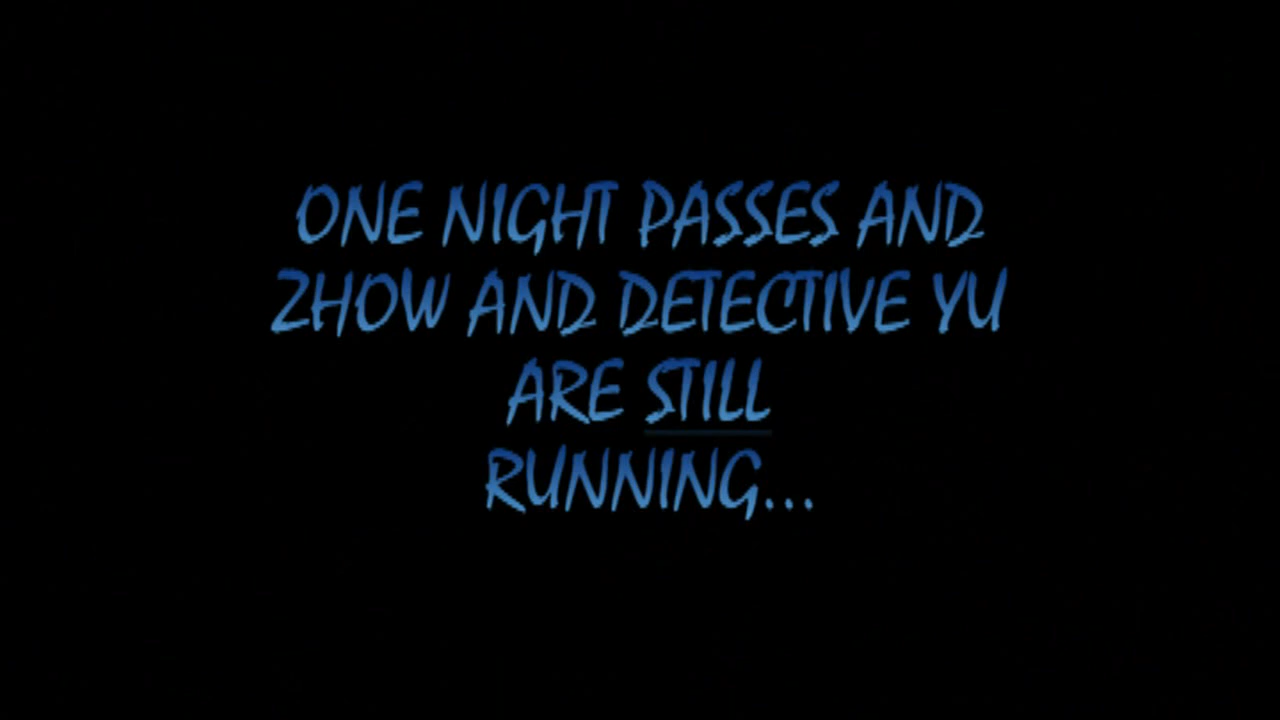 ONE NIGHT PASSES AND
ZHOW AND DETECTIVE YU
ARE STILL
RUNNING...